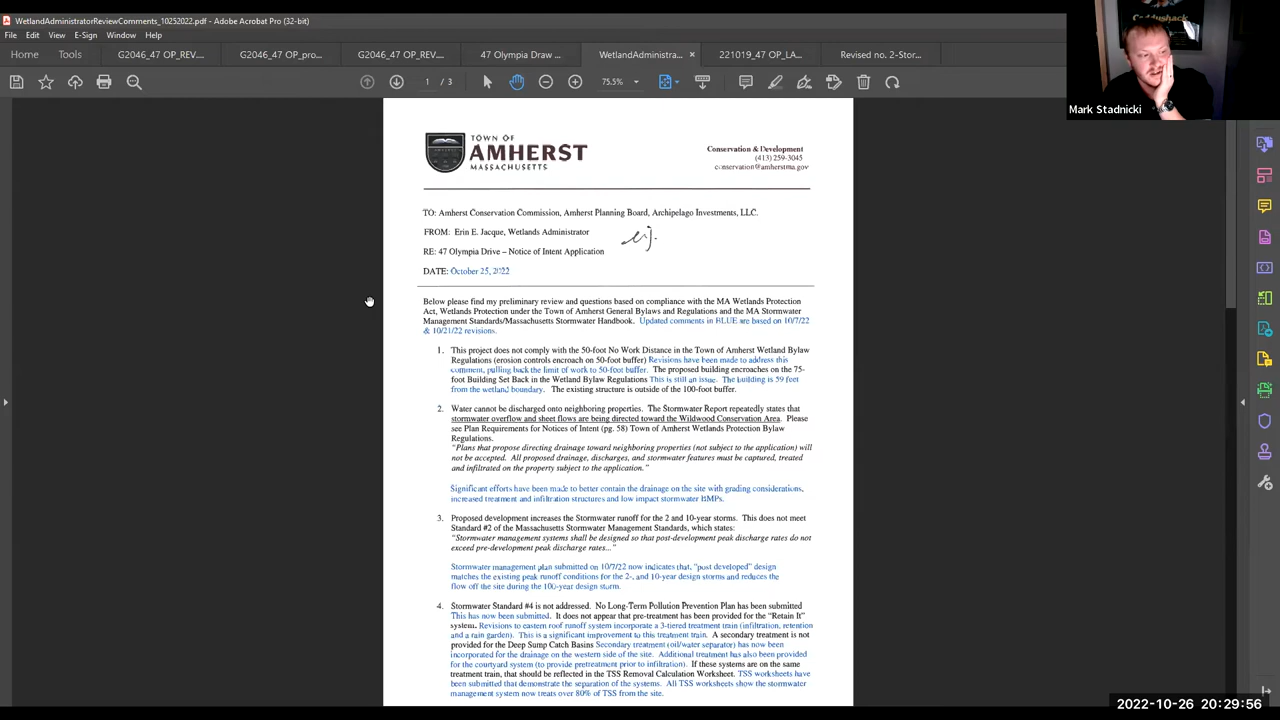 WetlandAdministratorReviewComments_10252022.pdf - Adobe Acrobat Pro (32-bit)
File Edit View E-Sign Window Help
Home Tools G2046_47 OP_REV... G2046_47 OP_pro... G2046_47 OP_REV... 47 Olympia Draw ... WetlandAdministra... × 221019_47 OP_LA... Revised no. 2-Stor...
1 / 3 75.5%
Mark Stadnicki
TOWN OF
AMHERST
MASSACHUSETTS
Conservation & Development
(413) 259-3045
conservation@amherstma.gov
TO: Amherst Conservation Commission, Amherst Planning Board, Archipelago Investments, LLC.
FROM: Erin E. Jacque, Wetlands Administrator
RE: 47 Olympia Drive – Notice of Intent Application
DATE: October 25, 2022
Below please find my preliminary review and questions based on compliance with the MA Wetlands Protection
Act, Wetlands Protection under the Town of Amherst General Bylaws and Regulations and the MA Stormwater
Management Standards/Massachusetts Stormwater Handbook. Updated comments in BLUE are based on 10/7/22
& 10/21/22 revisions.
1. This project does not comply with the 50-foot No Work Distance in the Town of Amherst Wetland Bylaw
Regulations (erosion controls encroach on 50-foot buffer) Revisions have been made to address this
comment, pulling back the limit of work to 50-foot buffer. The proposed building encroaches on the 75-
foot Building Set Back in the Wetland Bylaw Regulations This is still an issue. The building is 59 feet
from the wetland boundary. The existing structure is outside of the 100-foot buffer.
2. Water cannot be discharged onto neighboring properties. The Stormwater Report repeatedly states that
stormwater overflow and sheet flows are being directed toward the Wildwood Conservation Area. Please
see Plan Requirements for Notices of Intent (pg. 58) Town of Amherst Wetlands Protection Bylaw
Regulations.
"Plans that propose directing drainage toward neighboring properties (not subject to the application) will
not be accepted. All proposed drainage, discharges, and stormwater features must be captured, treated
and infiltrated on the property subject to the application."
Significant efforts have been made to better contain the drainage on the site with grading considerations,
increased treatment and infiltration structures and low impact stormwater BMPs.
3. Proposed development increases the Stormwater runoff for the 2 and 10-year storms. This does not meet
Standard #2 of the Massachusetts Stormwater Management Standards, which states:
"Stormwater management systems shall be designed so that post-development peak discharge rates do not
exceed pre-development peak discharge rates..."
Stormwater management plan submitted on 10/7/22 now indicates that, "post developed" design
matches the existing peak runoff conditions for the 2-, and 10-year design storms and reduces the
flow off the site during the 100-year design storm.
4. Stormwater Standard #4 is not addressed. No Long-Term Pollution Prevention Plan has been submitted
This has now been submitted. It does not appear that pre-treatment has been provided for the "Retain It"
system. Revisions to eastern roof runoff system incorporate a 3-tiered treatment train (infiltration, retention
and a rain garden). This is a significant improvement to this treatment train. A secondary treatment is not
provided for the Deep Sump Catch Basins Secondary treatment (oil/water separator) has now been
incorporated for the drainage on the western side of the site. Additional treatment has also been provided
for the courtyard system (to provide pretreatment prior to infiltration). If these systems are on the same
treatment train, that should be reflected in the TSS Removal Calculation Worksheet. TSS worksheets have
been submitted that demonstrate the separation of the systems. All TSS worksheets show the stormwater
management system now treats over 80% of TSS from the site.
2022-10-26 20:29:56